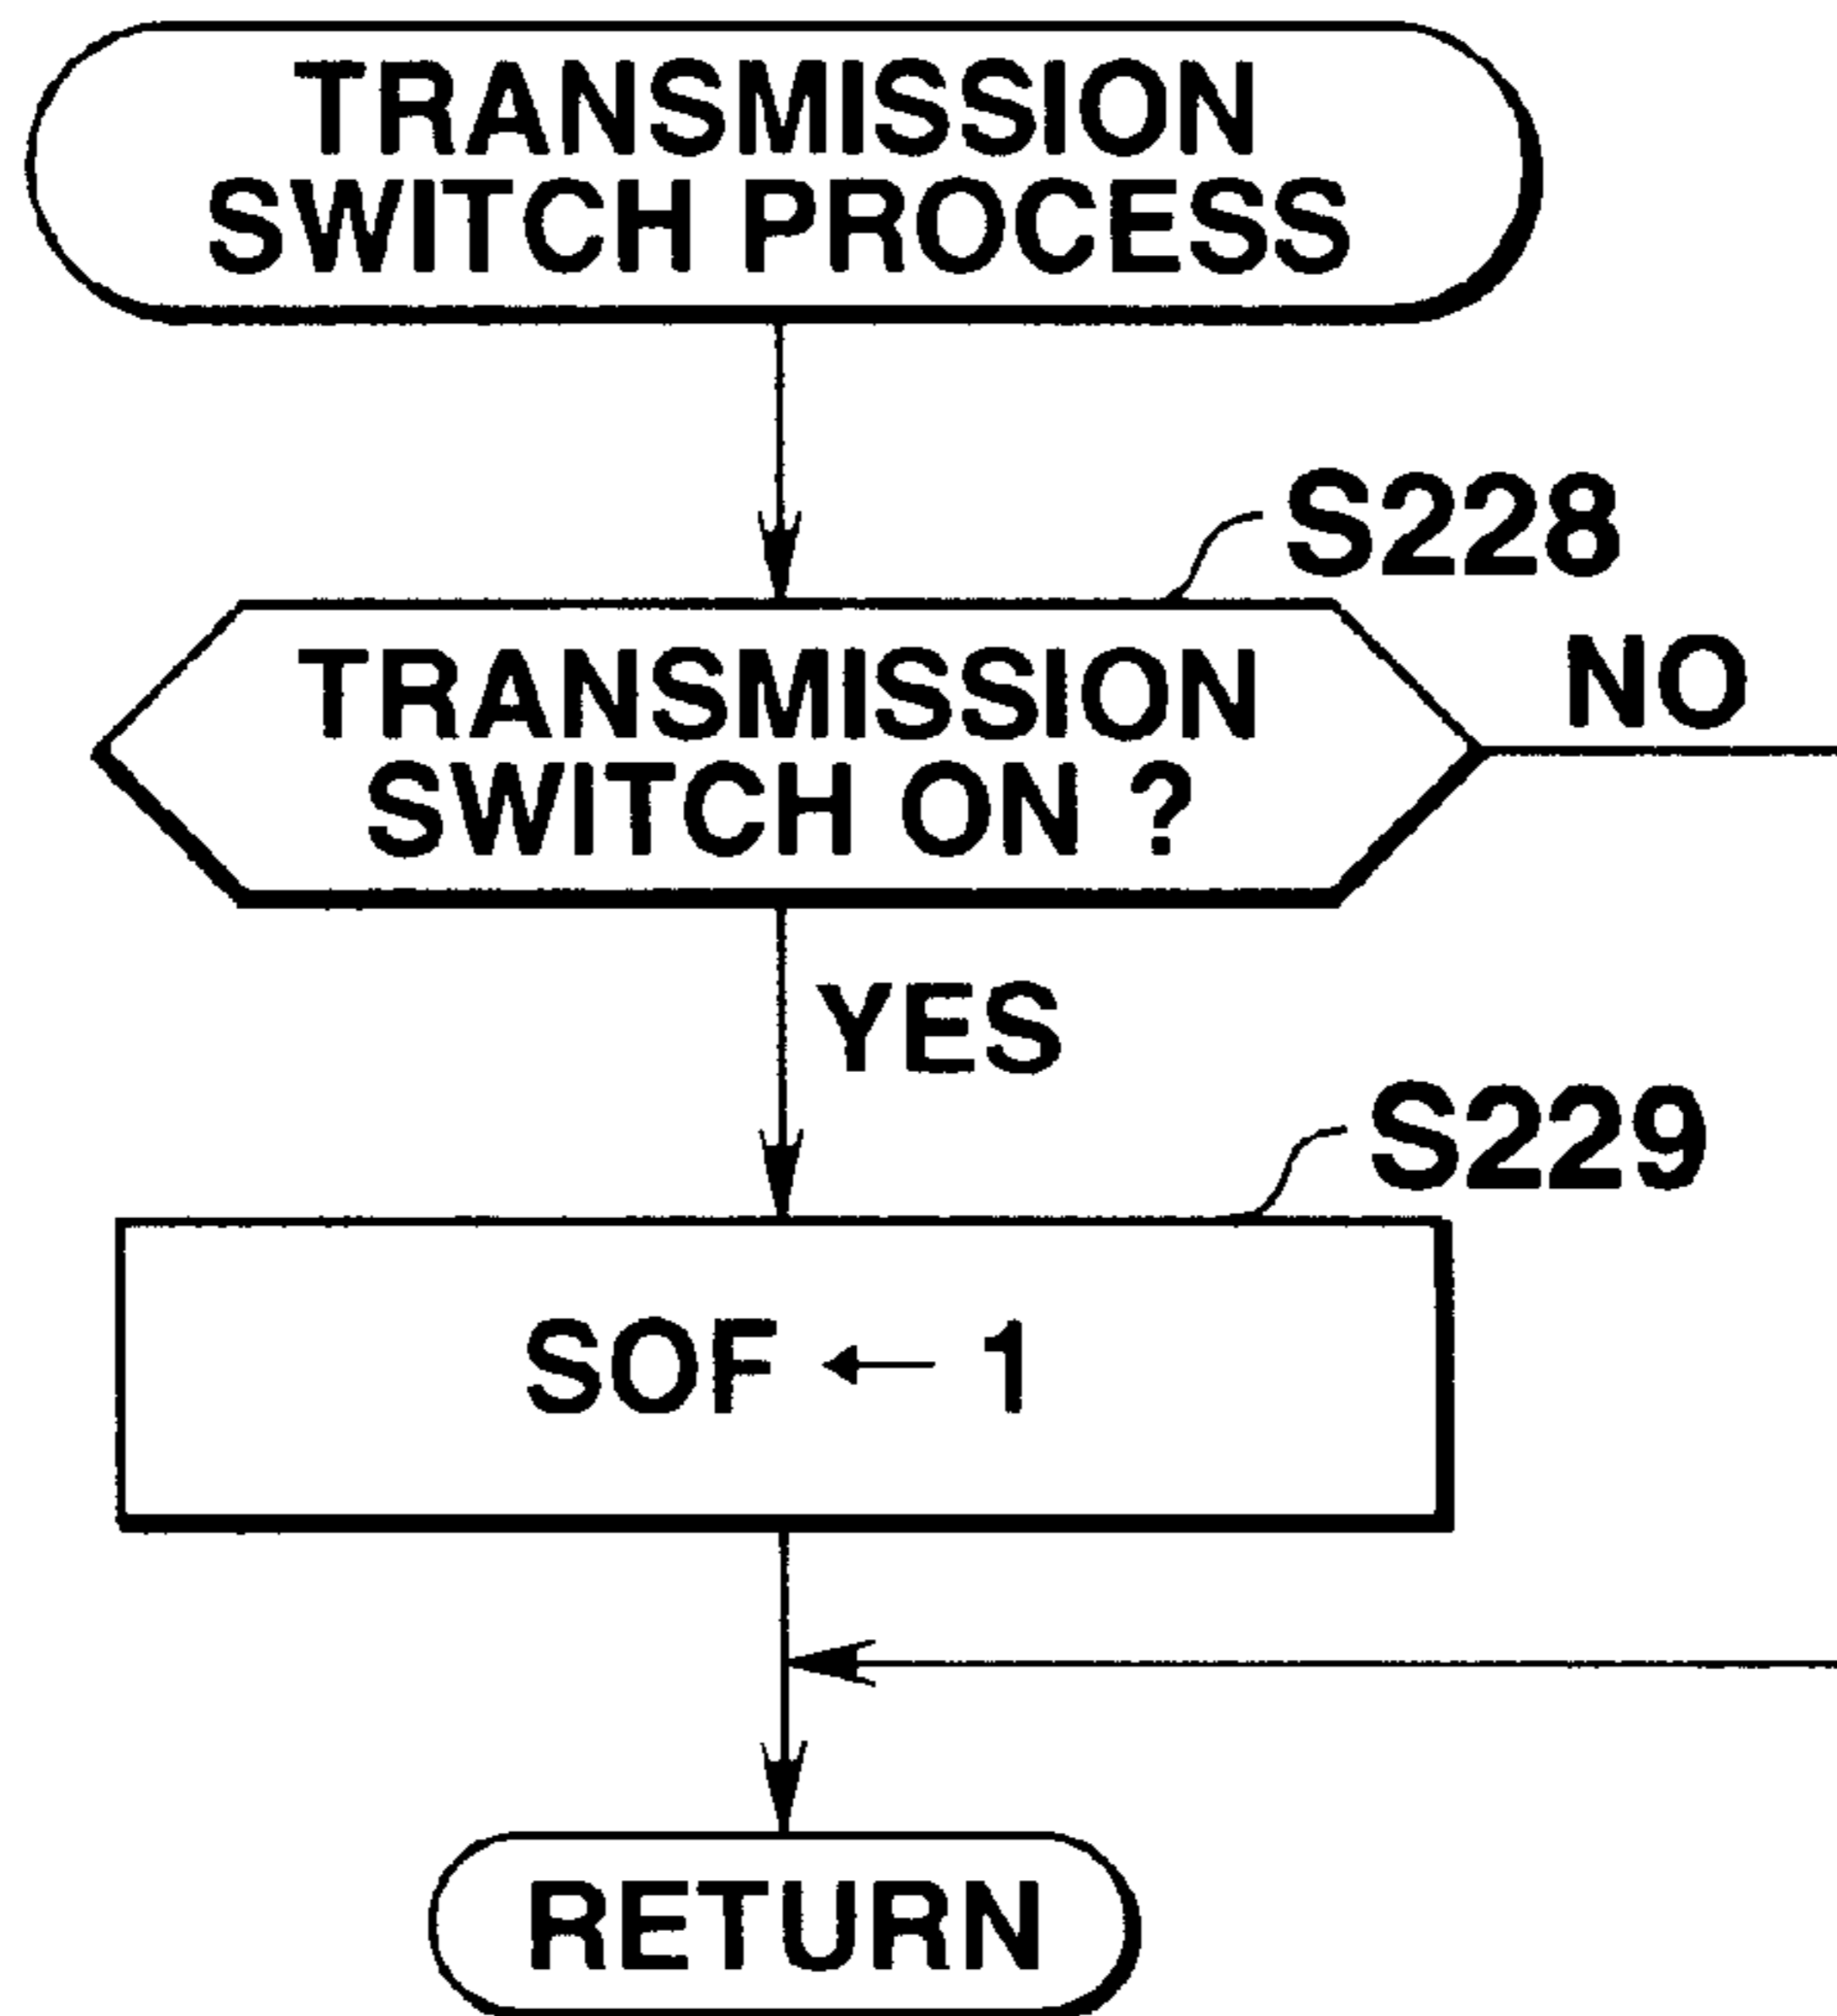 TRANSMISSION
SWITCH PROCESS
S228
TRANSMISSION
SWITCH ON ?
NO
YES
S229
SOF ← 1
RETURN